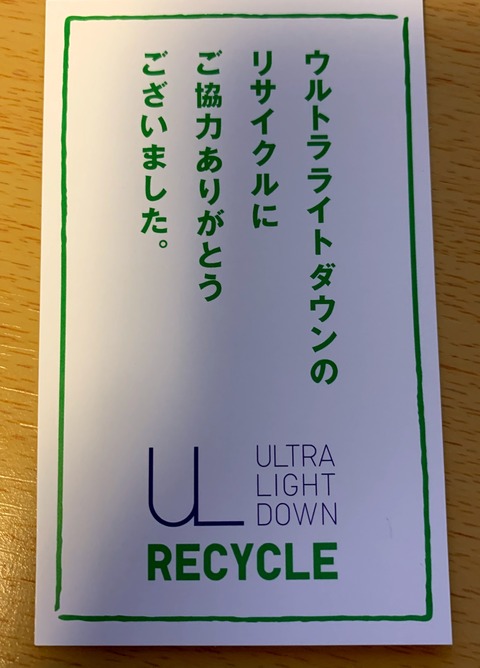 ウルトラライトダウンの
リサイクルに
ご協力ありがとう
ございました。
UL
ULTRA
LIGHT
DOWN
RECYCLE